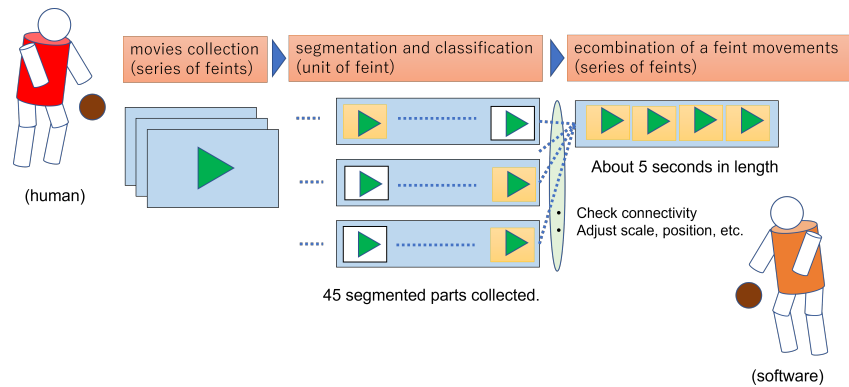 movies collection
(series of feints)
segmentation and classification
(unit of feint)
ecombination of a feint movements
(series of feints)
(human)
About 5 seconds in length
• Check connectivity
• Adjust scale, position, etc.
45 segmented parts collected.
(software)